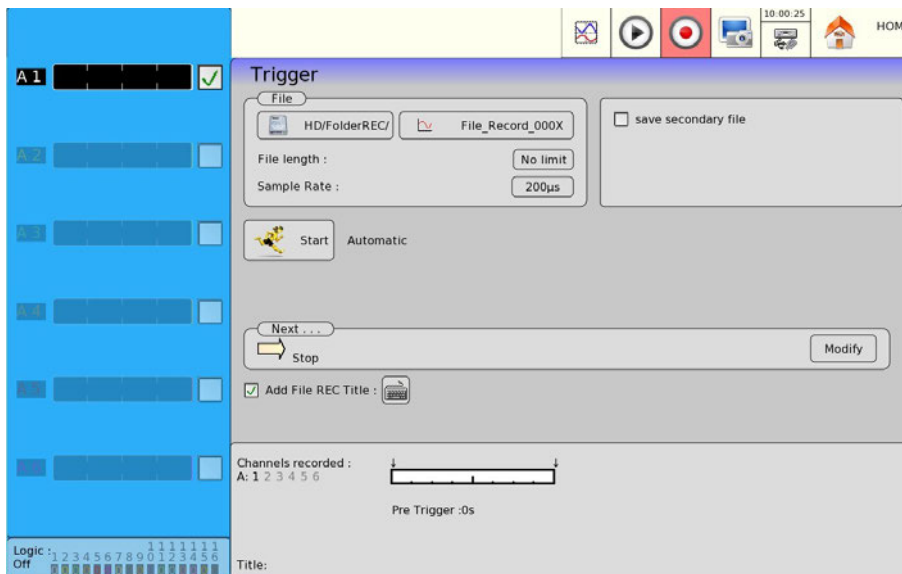 10:00:25
HOM
A 1
Trigger
File
HD/FolderREC/
File_Record_000X
save secondary file
A 2
File length :
No limit
Sample Rate :
200µs
A 3
Start
Automatic
A 4
Next . . .
Stop
Modify
Add File REC Title :
Channels recorded :
A: 1 2 3 4 5 6
Pre Trigger :0s
Logic :
Off
1 2 3 4 5 6 7 8 9 10 11 12 13 14 15 16
Title: